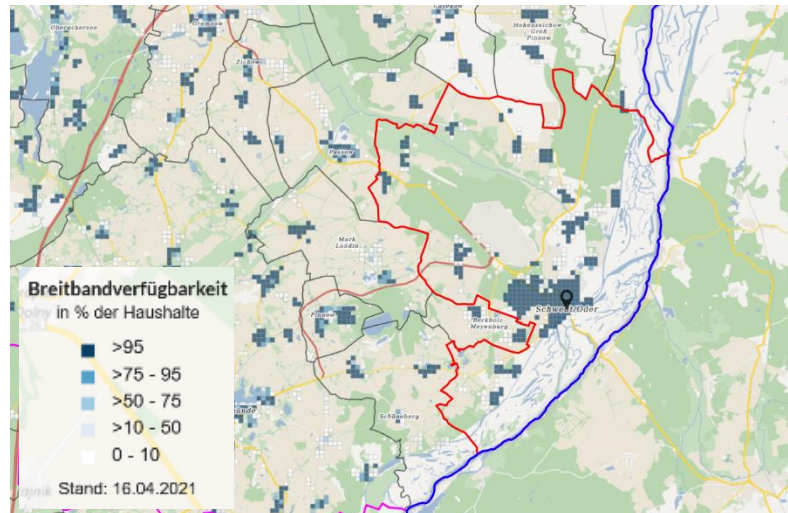 Oberuckersee
Gramzow
Zichow
Casekow
Hohenselchow-
Groß
Pinnow
Passow
Mark
Landin
Pinnow
Schwedt/Oder
Berkholz-
Meyenburg
Schöneberg
Breitbandverfügbarkeit
in % der Haushalte
>95
>75 - 95
>50 - 75
>10 - 50
0 - 10
Stand: 16.04.2021